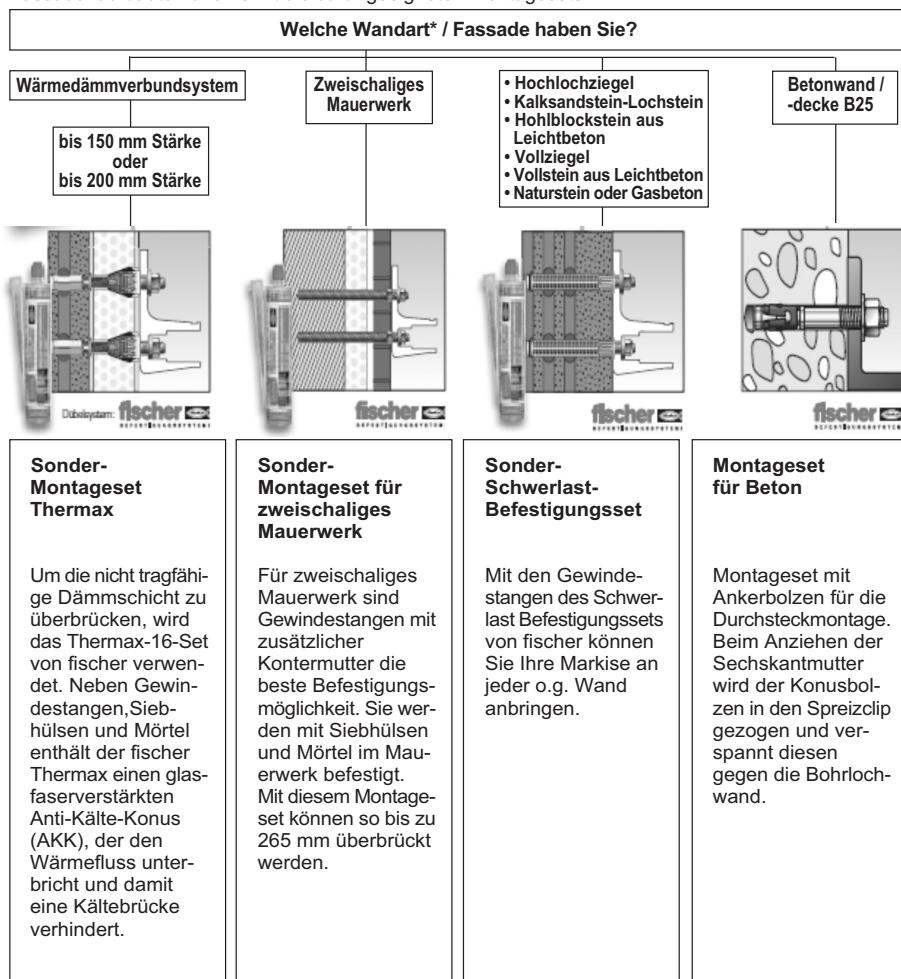 Welche Wandart* / Fassade haben Sie?
Wärmedämmverbundsystem
bis 150 mm Stärke
oder
bis 200 mm Stärke
Zweischaliges
Mauerwerk
• Hochlochziegel
• Kalksandstein-Lochstein
• Hohlblockstein aus
Leichtbeton
• Vollziegel
• Vollstein aus Leichtbeton
• Naturstein oder Gasbeton
Betonwand /
-decke B25
Dübelsystem: fischer
BEFESTIGUNGSSYSTEME
fischer
BEFESTIGUNGSSYSTEME
fischer
BEFESTIGUNGSSYSTEME
fischer
BEFESTIGUNGSSYSTEME
Sonder-
Montageset
Thermax
Um die nicht tragfähi-
ge Dämmschicht zu
überbrücken, wird
das Thermax-16-Set
von fischer verwen-
det. Neben Gewin-
destangen,Sieb-
hülsen und Mörtel
enthält der fischer
Thermax einen glas-
faserverstärkten
Anti-Kälte-Konus
(AKK), der den
Wärmefluss unter-
bricht und damit
eine Kältebrücke
verhindert.
Sonder-
Montageset für
zweischaliges
Mauerwerk
Für zweischaliges
Mauerwerk sind
Gewindestangen mit
zusätzlicher
Kontermutter die
beste Befestigungs-
möglichkeit. Sie wer-
den mit Siebhülsen
und Mörtel im Mau-
erwerk befestigt.
Mit diesem Montage-
set können so bis zu
265 mm überbrückt
werden.
Sonder-
Schwerlast-
Befestigungsset
Mit den Gewinde-
stangen des Schwer-
last Befestigungssets
von fischer können
Sie Ihre Markise an
jeder o.g. Wand
anbringen.
Montageset
für Beton
Montageset mit
Ankerbolzen für die
Durchsteckmontage.
Beim Anziehen der
Sechskantmutter
wird der Konusbol-
zen in den Spreizclip
gezogen und ver-
spannt diesen
gegen die Bohrloch-
wand.